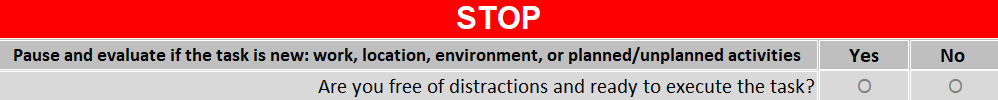 STOP
Pause and evaluate if the task is new: work, location, environment, or planned/unplanned activities Yes No
Are you free of distractions and ready to execute the task? O O